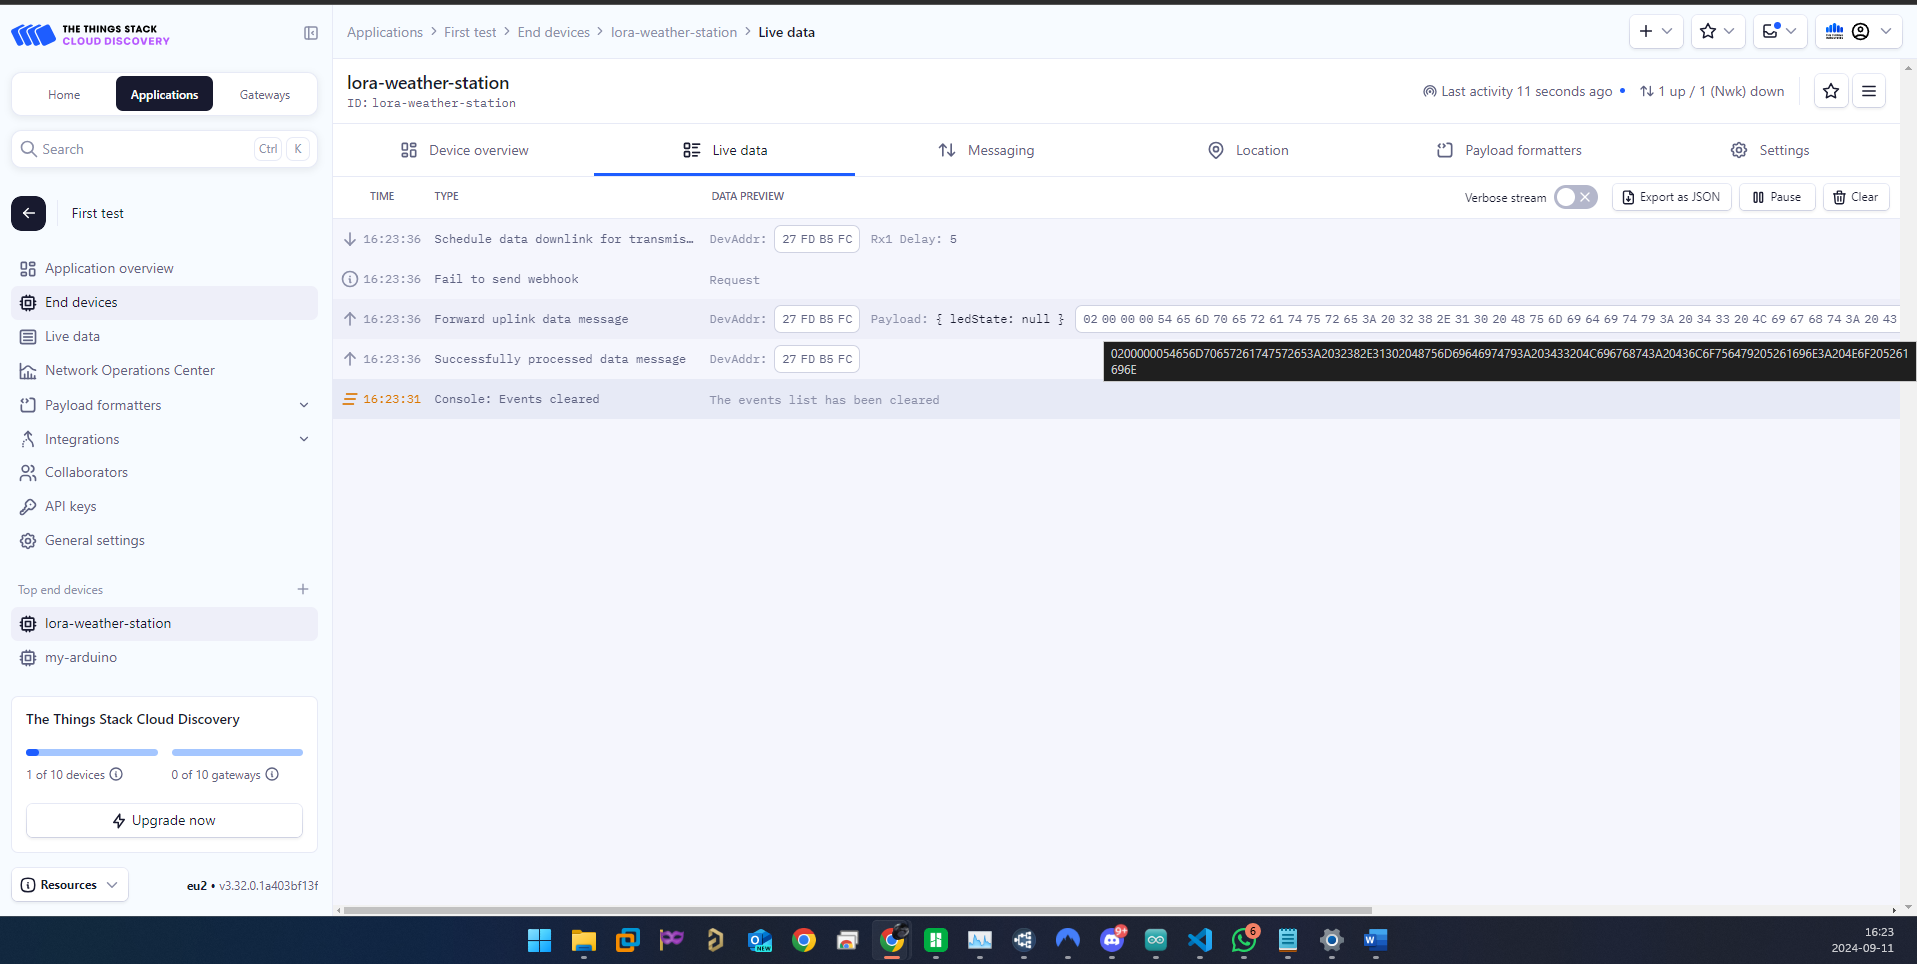 THE THINGS STACK
CLOUD DISCOVERY
Applications > First test > End devices > lora-weather-station > Live data
Home
Applications
Gateways
Search
Ctrl
K
First test
Application overview
End devices
Live data
Network Operations Center
Payload formatters
Integrations
Collaborators
API keys
General settings
Top end devices
lora-weather-station
my-arduino
The Things Stack Cloud Discovery
1 of 10 devices
0 of 10 gateways
Upgrade now
Resources
eu2 • v3.32.0.1a403bf13f
lora-weather-station
ID: lora-weather-station
Last activity 11 seconds ago
1 up / 1 (Nwk) down
Device overview
Live data
Messaging
Location
Payload formatters
Settings
TIME TYPE DATA PREVIEW
Verbose stream
Export as JSON
Pause
Clear
16:23:36 Schedule data downlink for transmis… DevAddr: 27 FD B5 FC Rx1 Delay: 5
16:23:36 Fail to send webhook Request
16:23:36 Forward uplink data message DevAddr: 27 FD B5 FC Payload: { ledState: null } 02 00 00 00 54 65 6D 70 65 72 61 74 75 72 65 3A 20 32 38 2E 31 30 20 48 75 6D 69 64 69 74 79 3A 20 34 33 20 4C 69 67 68 74 3A 20 43
16:23:36 Successfully processed data message DevAddr: 27 FD B5 FC
0200000054656D70657261747572653A2032382E31302048756D69646974793A203433204C696768743A20436C6F756479205261696E3A204E6F205261
696E
16:23:31 Console: Events cleared The events list has been cleared
NEW
9+
6
16:23
2024-09-11